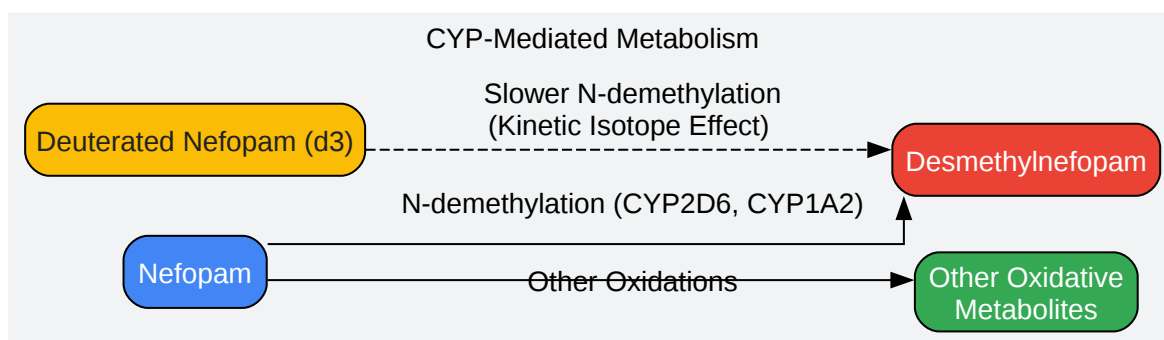 CYP-Mediated Metabolism
Slower N-demethylation
(Kinetic Isotope Effect)
Deuterated Nefopam (d3)
Desmethylnefopam
N-demethylation (CYP2D6, CYP1A2)
Nefopam
Other Oxidations
Other Oxidative
Metabolites